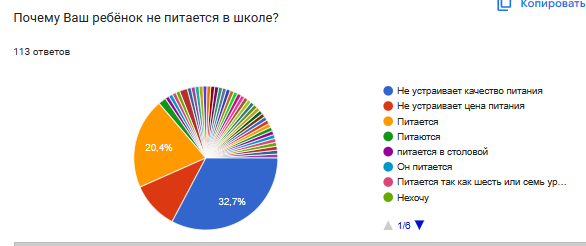 Копировать
Почему Ваш ребёнок не питается в школе?
113 ответов
20,4%
32,7%
Не устраивает качество питания
Не устраивает цена питания
Питается
Питаются
питается в столовой
Он питается
Питается так как шесть или семь ур...
Нехочу
1/6